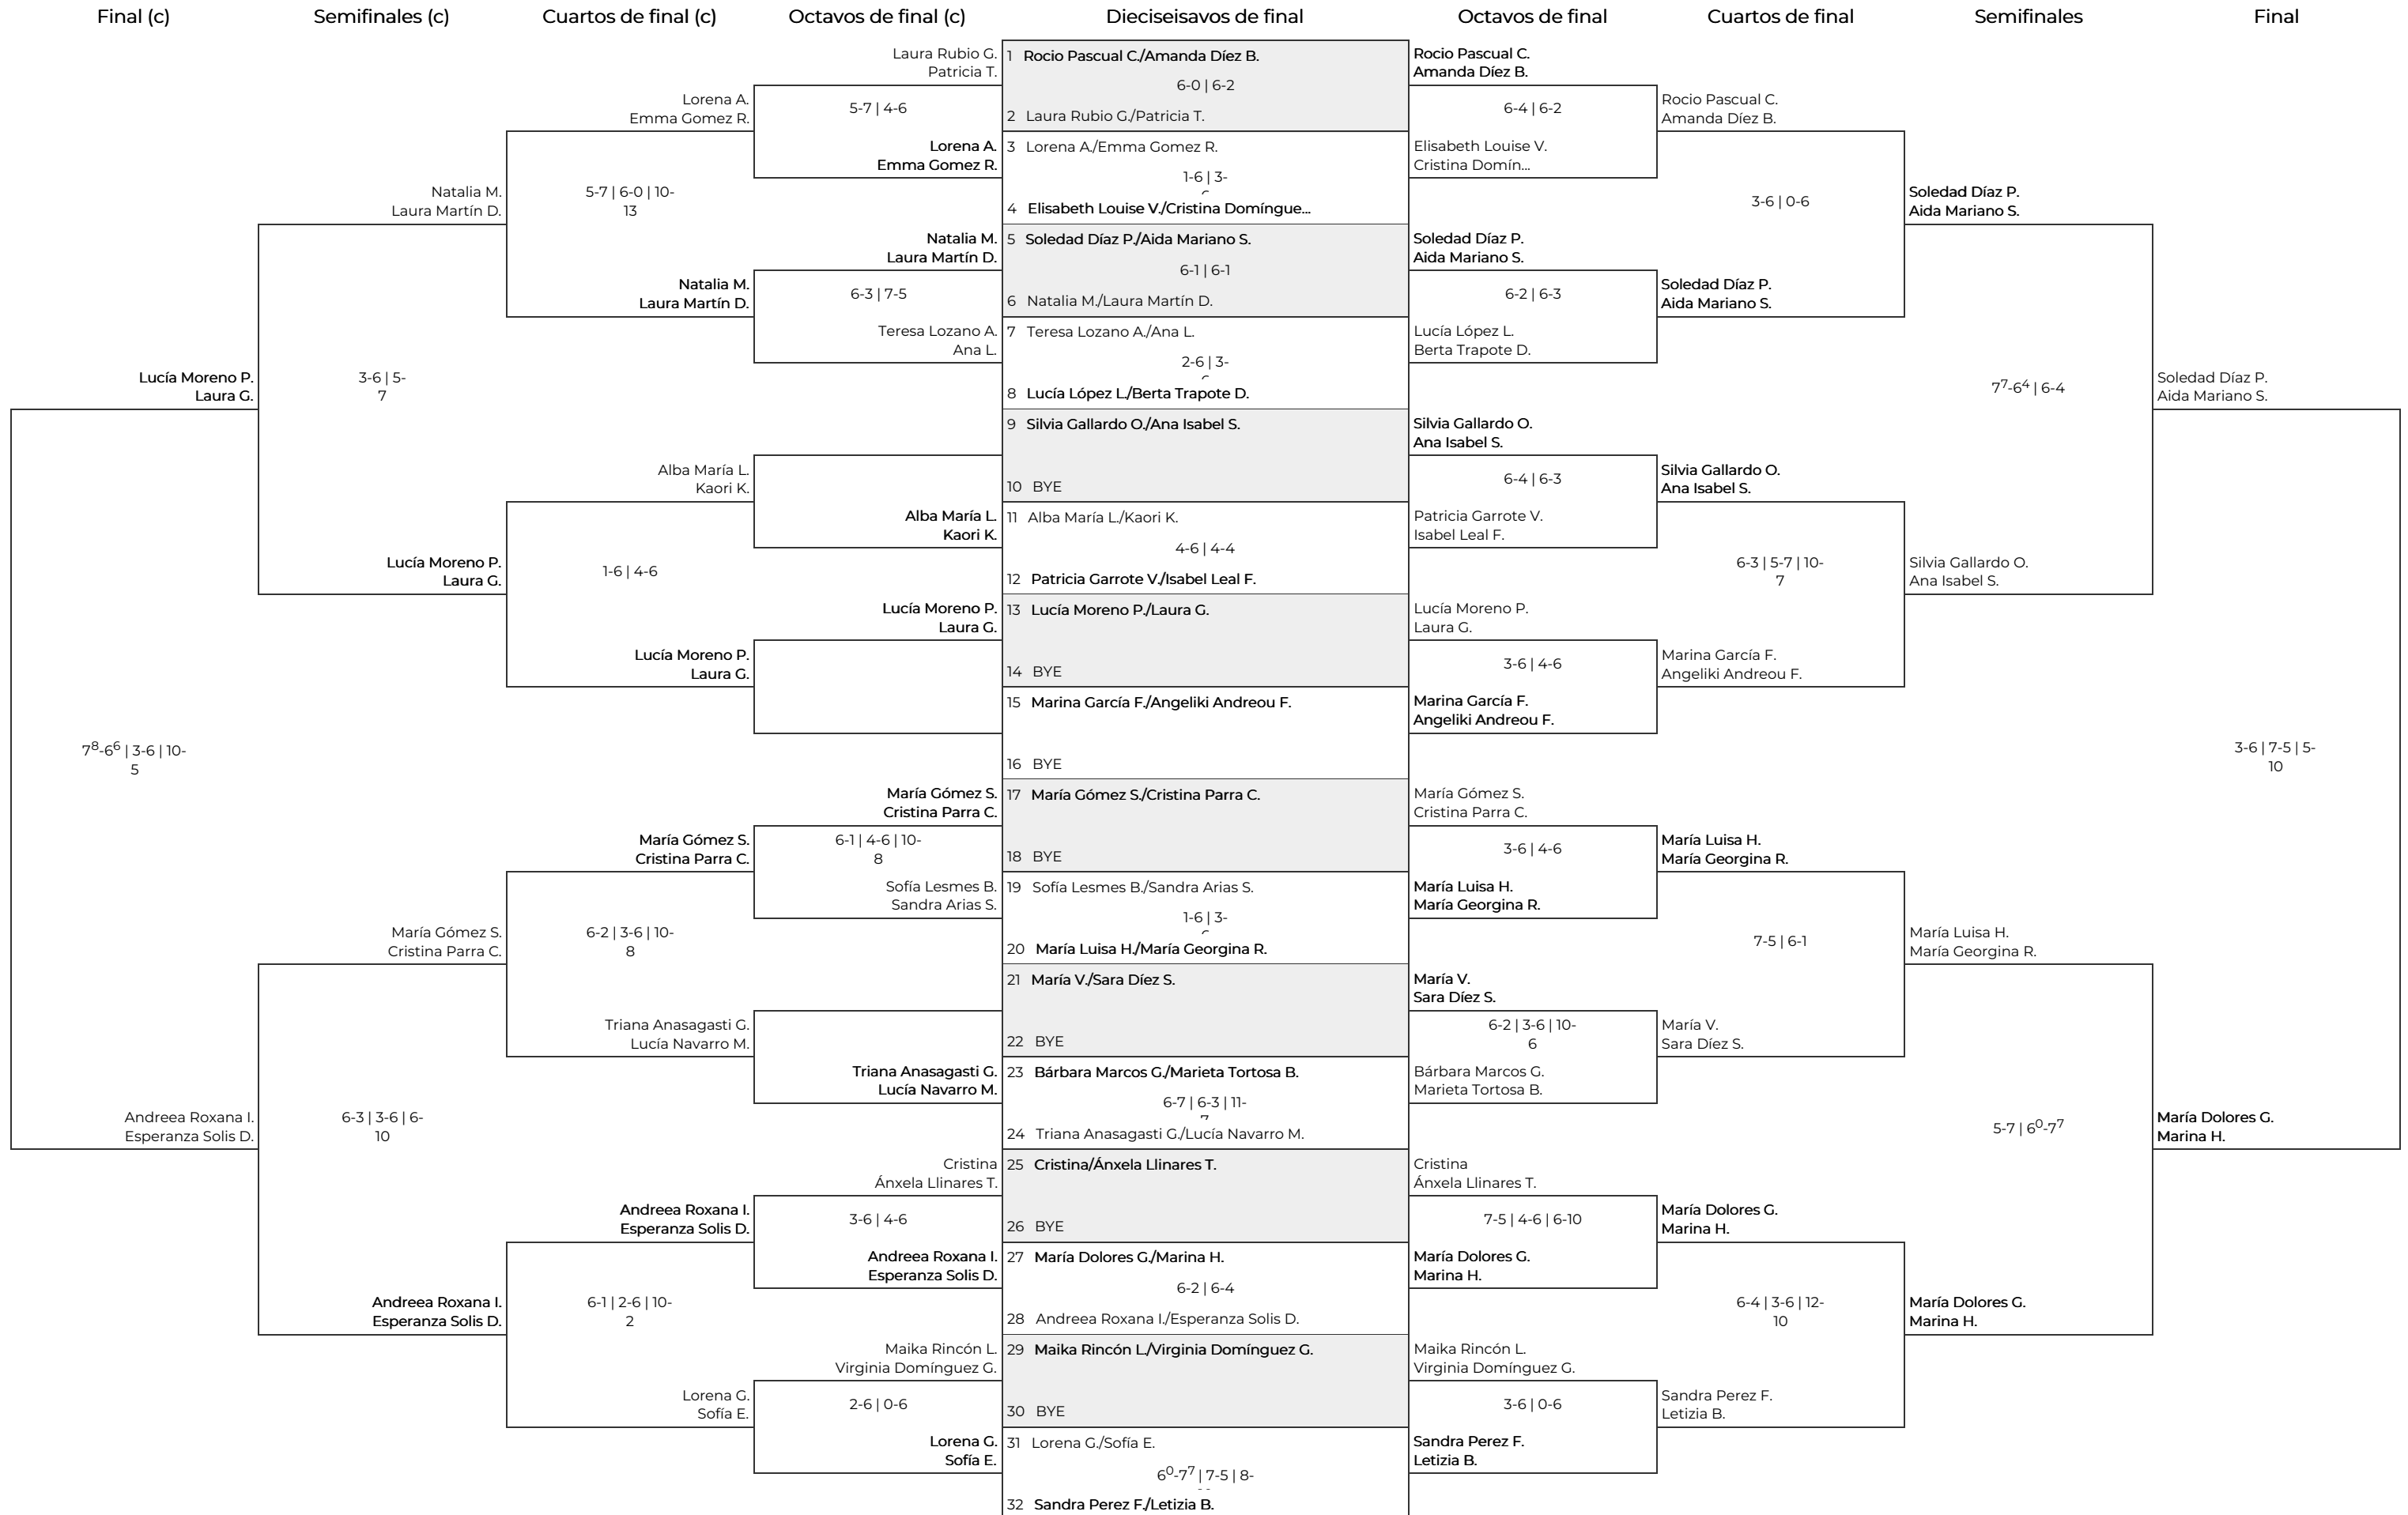 Final (c)
Semifinales (c)
Cuartos de final (c)
Octavos de final (c)
Dieciseisavos de final
Octavos de final
Cuartos de final
Semifinales
Final
Lucía Moreno P.
Laura G.
7⁸-6⁶ | 3-6 | 10-
5
Andreea Roxana I.
Esperanza Solis D.
Natalia M.
Laura Martín D.
3-6 | 5-
7
Lucía Moreno P.
Laura G.
María Gómez S.
Cristina Parra C.
6-3 | 3-6 | 6-
10
Andreea Roxana I.
Esperanza Solis D.
Lorena A.
Emma Gomez R.
5-7 | 6-0 | 10-
13
Natalia M.
Laura Martín D.
Alba María L.
Kaori K.
1-6 | 4-6
Lucía Moreno P.
Laura G.
María Gómez S.
Cristina Parra C.
6-2 | 3-6 | 10-
8
Triana Anasagasti G.
Lucía Navarro M.
Andreea Roxana I.
Esperanza Solis D.
6-1 | 2-6 | 10-
2
Lorena G.
Sofía E.
Laura Rubio G.
Patricia T.
5-7 | 4-6
Lorena A.
Emma Gomez R.
Natalia M.
Laura Martín D.
6-3 | 7-5
Teresa Lozano A.
Ana L.
Alba María L.
Kaori K.
Lucía Moreno P.
Laura G.
María Gómez S.
Cristina Parra C.
6-1 | 4-6 | 10-
8
Sofía Lesmes B.
Sandra Arias S.
Triana Anasagasti G.
Lucía Navarro M.
Cristina
Ánxela Llinares T.
3-6 | 4-6
Andreea Roxana I.
Esperanza Solis D.
Maika Rincón L.
Virginia Domínguez G.
2-6 | 0-6
Lorena G.
Sofía E.
1 Rocio Pascual C./Amanda Díez B.
6-0 | 6-2
2 Laura Rubio G./Patricia T.
3 Lorena A./Emma Gomez R.
1-6 | 3-
4 Elisabeth Louise V./Cristina Domíngue...
5 Soledad Díaz P./Aida Mariano S.
6-1 | 6-1
6 Natalia M./Laura Martín D.
7 Teresa Lozano A./Ana L.
2-6 | 3-
8 Lucía López L./Berta Trapote D.
9 Silvia Gallardo O./Ana Isabel S.
10 BYE
11 Alba María L./Kaori K.
4-6 | 4-4
12 Patricia Garrote V./Isabel Leal F.
13 Lucía Moreno P./Laura G.
14 BYE
15 Marina García F./Angeliki Andreou F.
16 BYE
17 María Gómez S./Cristina Parra C.
18 BYE
19 Sofía Lesmes B./Sandra Arias S.
1-6 | 3-
20 María Luisa H./María Georgina R.
21 María V./Sara Díez S.
22 BYE
23 Bárbara Marcos G./Marieta Tortosa B.
6-7 | 6-3 | 11-
24 Triana Anasagasti G./Lucía Navarro M.
25 Cristina/Ánxela Llinares T.
26 BYE
27 María Dolores G./Marina H.
6-2 | 6-4
28 Andreea Roxana I./Esperanza Solis D.
29 Maika Rincón L./Virginia Domínguez G.
30 BYE
31 Lorena G./Sofía E.
6⁰-7⁷ | 7-5 | 8-
32 Sandra Perez F./Letizia B.
Rocio Pascual C.
Amanda Díez B.
6-4 | 6-2
Elisabeth Louise V.
Cristina Domín...
Soledad Díaz P.
Aida Mariano S.
6-2 | 6-3
Lucía López L.
Berta Trapote D.
Silvia Gallardo O.
Ana Isabel S.
6-4 | 6-3
Patricia Garrote V.
Isabel Leal F.
Lucía Moreno P.
Laura G.
3-6 | 4-6
Marina García F.
Angeliki Andreou F.
María Gómez S.
Cristina Parra C.
3-6 | 4-6
María Luisa H.
María Georgina R.
María V.
Sara Díez S.
6-2 | 3-6 | 10-
6
Bárbara Marcos G.
Marieta Tortosa B.
Cristina
Ánxela Llinares T.
7-5 | 4-6 | 6-10
María Dolores G.
Marina H.
Maika Rincón L.
Virginia Domínguez G.
3-6 | 0-6
Sandra Perez F.
Letizia B.
Rocio Pascual C.
Amanda Díez B.
3-6 | 0-6
Soledad Díaz P.
Aida Mariano S.
Silvia Gallardo O.
Ana Isabel S.
6-3 | 5-7 | 10-
7
Marina García F.
Angeliki Andreou F.
María Luisa H.
María Georgina R.
7-5 | 6-1
María V.
Sara Díez S.
María Dolores G.
Marina H.
6-4 | 3-6 | 12-
10
Sandra Perez F.
Letizia B.
Soledad Díaz P.
Aida Mariano S.
7⁷-6⁴ | 6-4
Silvia Gallardo O.
Ana Isabel S.
María Luisa H.
María Georgina R.
5-7 | 6⁰-7⁷
María Dolores G.
Marina H.
Soledad Díaz P.
Aida Mariano S.
3-6 | 7-5 | 5-
10
María Dolores G.
Marina H.